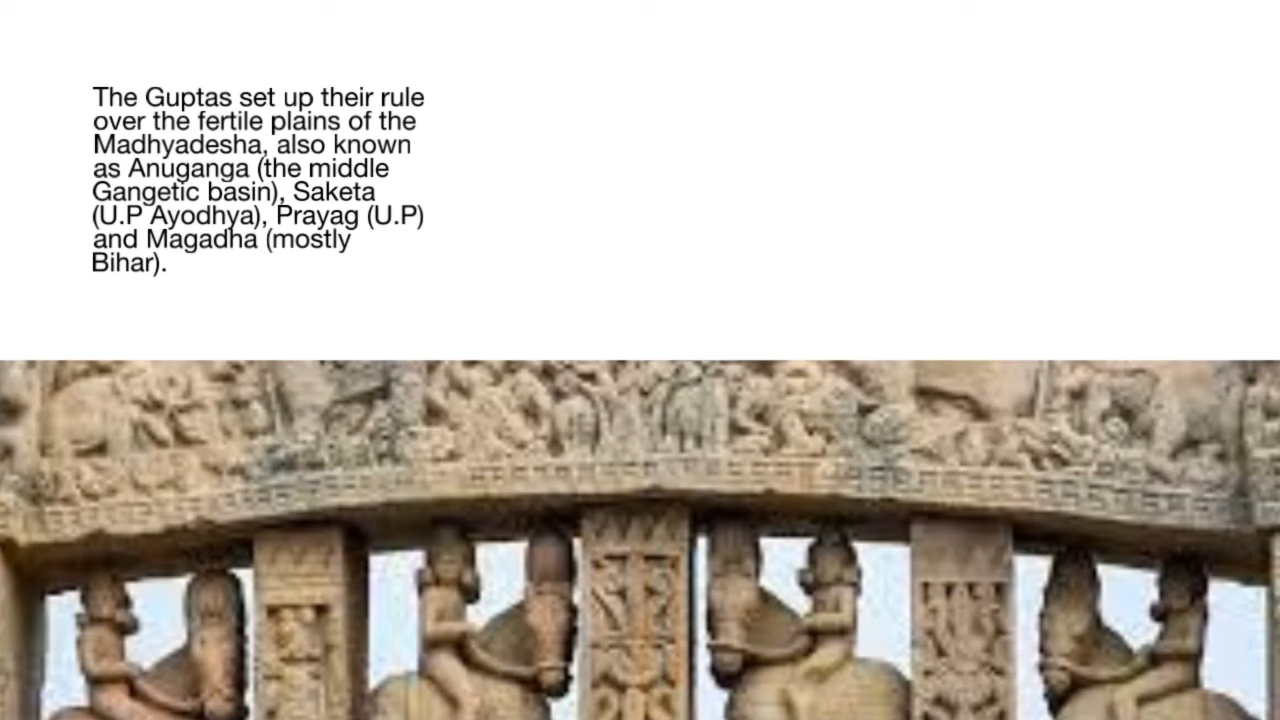 The Guptas set up their rule
over the fertile plains of the
Madhyadesha, also known
as Anuganga (the middle
Gangetic basin), Saketa
(U.P Ayodhya), Prayag (U.P)
and Magadha (mostly
Bihar).